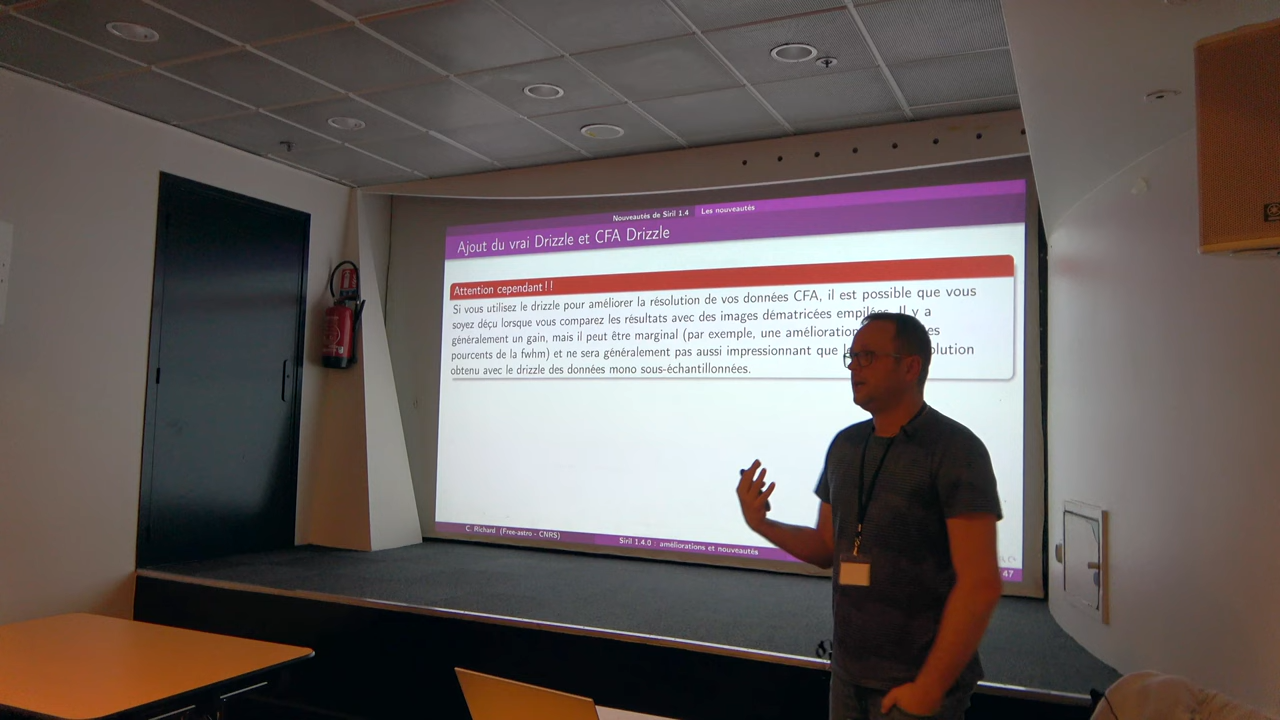 Nouveautés de Siril 1.4 Les nouveautés
Ajout du vrai Drizzle et CFA Drizzle
Attention cependant!!
Si vous utilisez le drizzle pour améliorer la résolution de vos données CFA, il est possible que vous
soyez déçu lorsque vous comparez les résultats avec des images dématricées empilées. Il y a
généralement un gain, mais il peut être marginal (par exemple, une amélioration
pourcents de la fwhm) et ne sera généralement pas aussi impressionnant que
obtenu avec le drizzle des données mono sous-échantillonnées.
C. Richard (Free-astro - CNRS) Siril 1.4.0 : améliorations et nouveautés 47